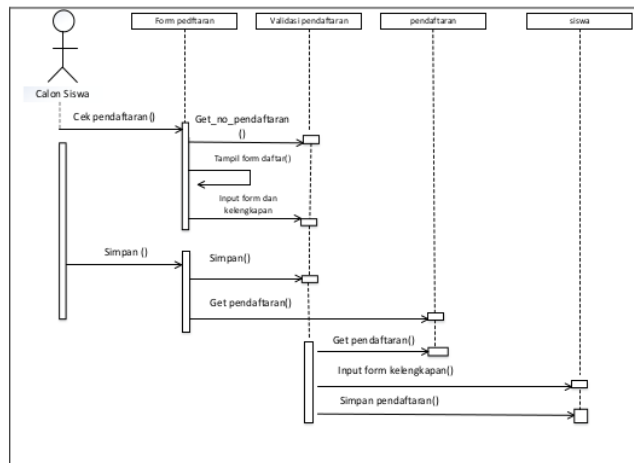 Form pedftaran
Validasi pendaftaran
pendaftaran
siswa
Calon Siswa
Cek pendaftaran()
Get_no_pendaftaran
()
Tampil form daftar()
Input form dan
kelengkapan
Simpan ()
Simpan()
Get pendaftaran()
Get pendaftaran()
Input form kelengkapan()
Simpan pendaftaran()